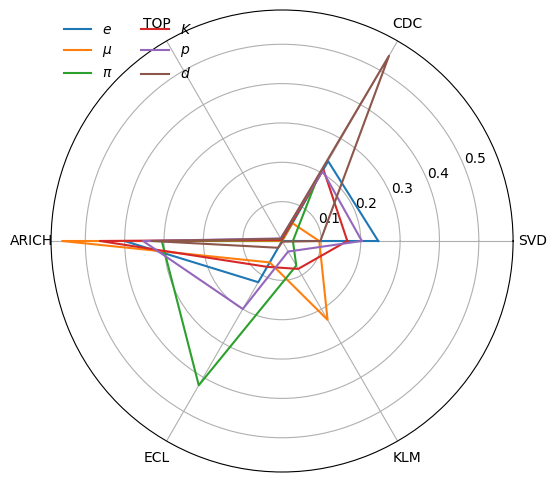 TOP
CDC
e K
μ p
π d
0.5
0.4
0.3
0.2
0.1
ARICH
SVD
ECL
KLM